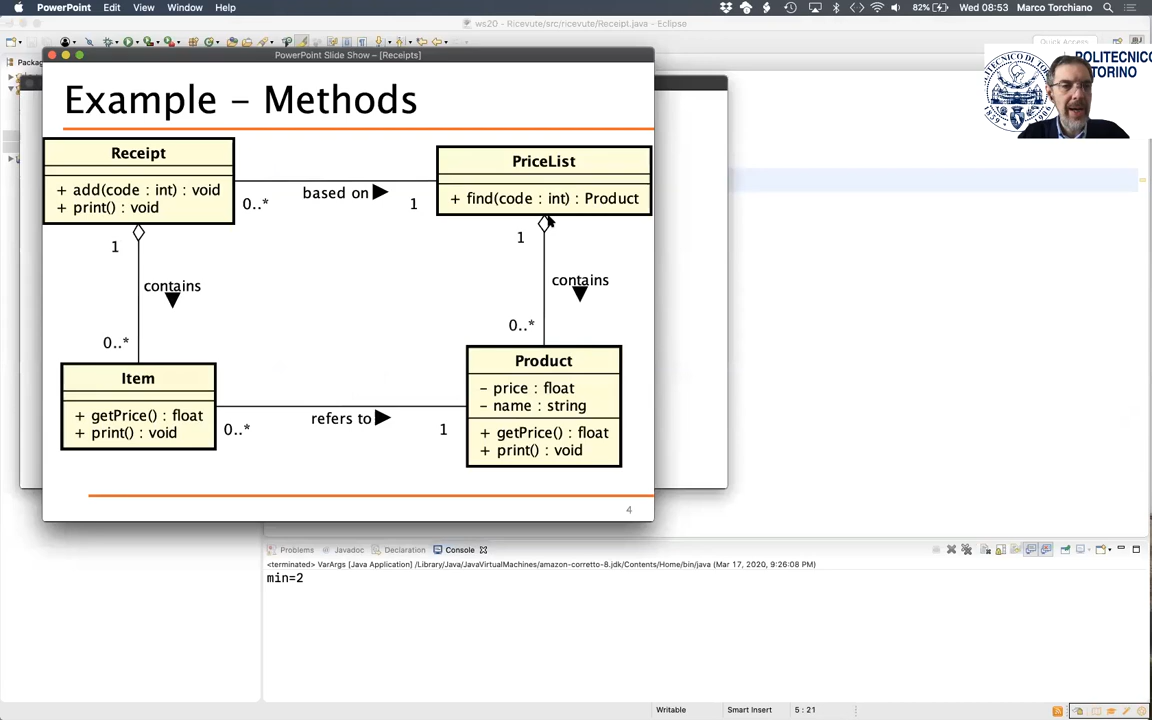 PowerPoint Edit View Window Help 82% Wed 08:53 Marco Torchiano
ws20 - Ricevute/src/ricevute/Receipt.java - Eclipse
Quick Access
Packag
PowerPoint Slide Show – [Receipts]
POLITECNICO
TORINO
Example – Methods
Receipt
+ add(code : int) : void
+ print() : void
based on
0..*
1
PriceList
+ find(code : int) : Product
1
contains
0..*
1
contains
0..*
Item
+ getPrice() : float
+ print() : void
refers to
0..*
1
Product
– price : float
– name : string
+ getPrice() : float
+ print() : void
4
Problems Javadoc Declaration Console
<terminated> VarArgs [Java Application] /Library/Java/JavaVirtualMachines/amazon-corretto-8.jdk/Contents/Home/bin/java (Mar 17, 2020, 9:26:08 PM)
min=2
Writable Smart Insert 5 : 21